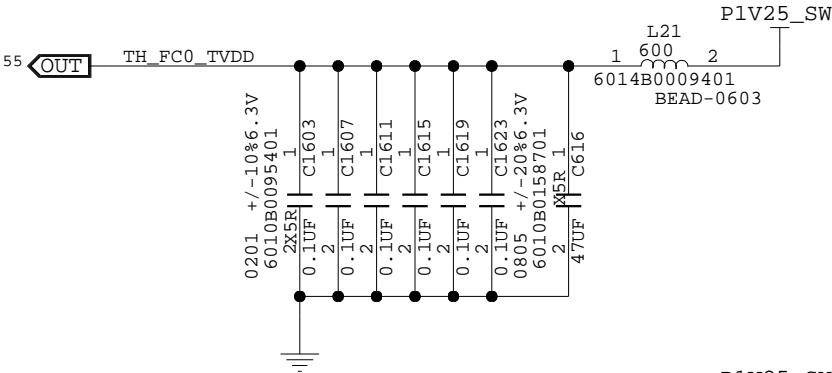 P1V25_SW
L21
600
1 2
6014B0009401
BEAD-0603
55 OUT TH_FC0_TVDD
0201 +/-10%6.3V
6010B0095401
X5R
1 C1603
2 0.1UF
1 C1607
2 0.1UF
1 C1611
2 0.1UF
1 C1615
2 0.1UF
1 C1619
2 0.1UF
1 C1623
2 0.1UF
0805 +/-20%6.3V
6010B0158701
X5R
1 C616
2 47UF
P1V25_SW